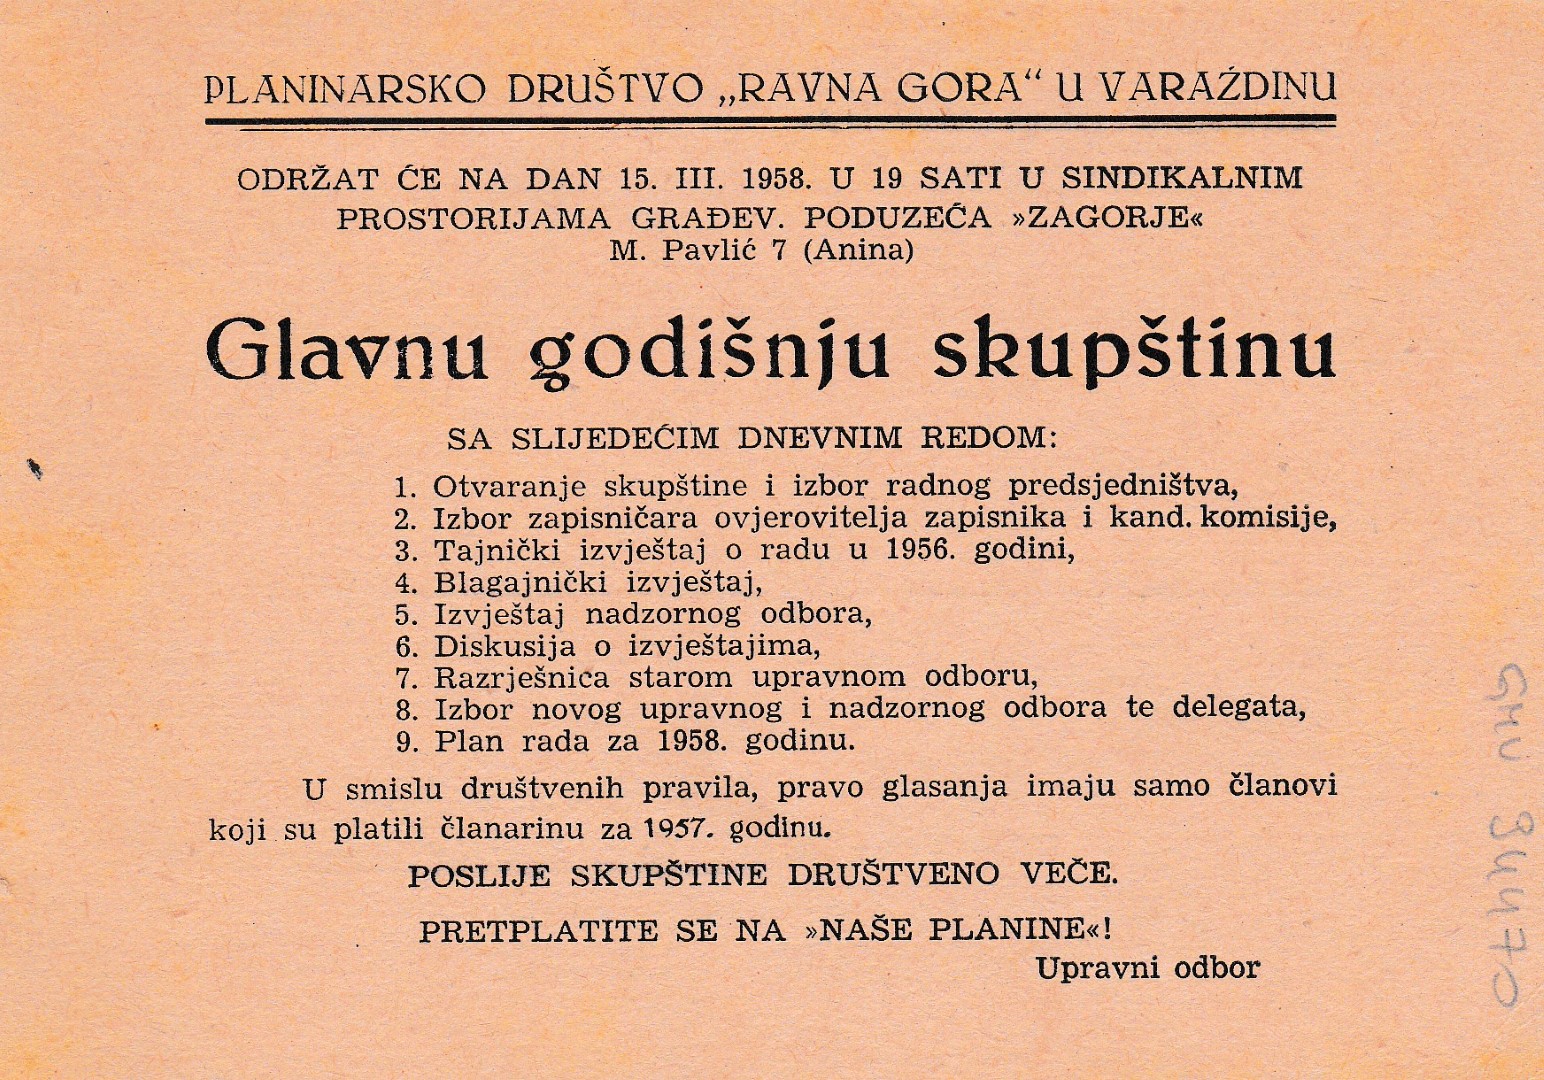 PLANINARSKO DRUŠTVO „RAVNA GORA“ U VARAŽDINU
ODRŽAT ĆE NA DAN 15. III. 1958. U 19 SATI U SINDIKALNIM
PROSTORIJAMA GRAĐEV. PODUZEĆA »ZAGORJE«
M. Pavlić 7 (Anina)
Glavnu godišnju skupštinu
SA SLIJEDEĆIM DNEVNIM REDOM:
1. Otvaranje skupštine i izbor radnog predsjedništva,
2. Izbor zapisničara ovjerovitelja zapisnika i kand. komisije,
3. Tajnički izvještaj o radu u 1956. godini,
4. Blagajnički izvještaj,
5. Izvještaj nadzornog odbora,
6. Diskusija o izvještajima,
7. Razrješnica starom upravnom odboru,
8. Izbor novog upravnog i nadzornog odbora te delegata,
9. Plan rada za 1958. godinu.
U smislu društvenih pravila, pravo glasanja imaju samo članovi
koji su platili članarinu za 1957. godinu.
POSLIJE SKUPŠTINE DRUŠTVENO VEČE.
PRETPLATITE SE NA »NAŠE PLANINE«!
Upravni odbor
GMV 34470